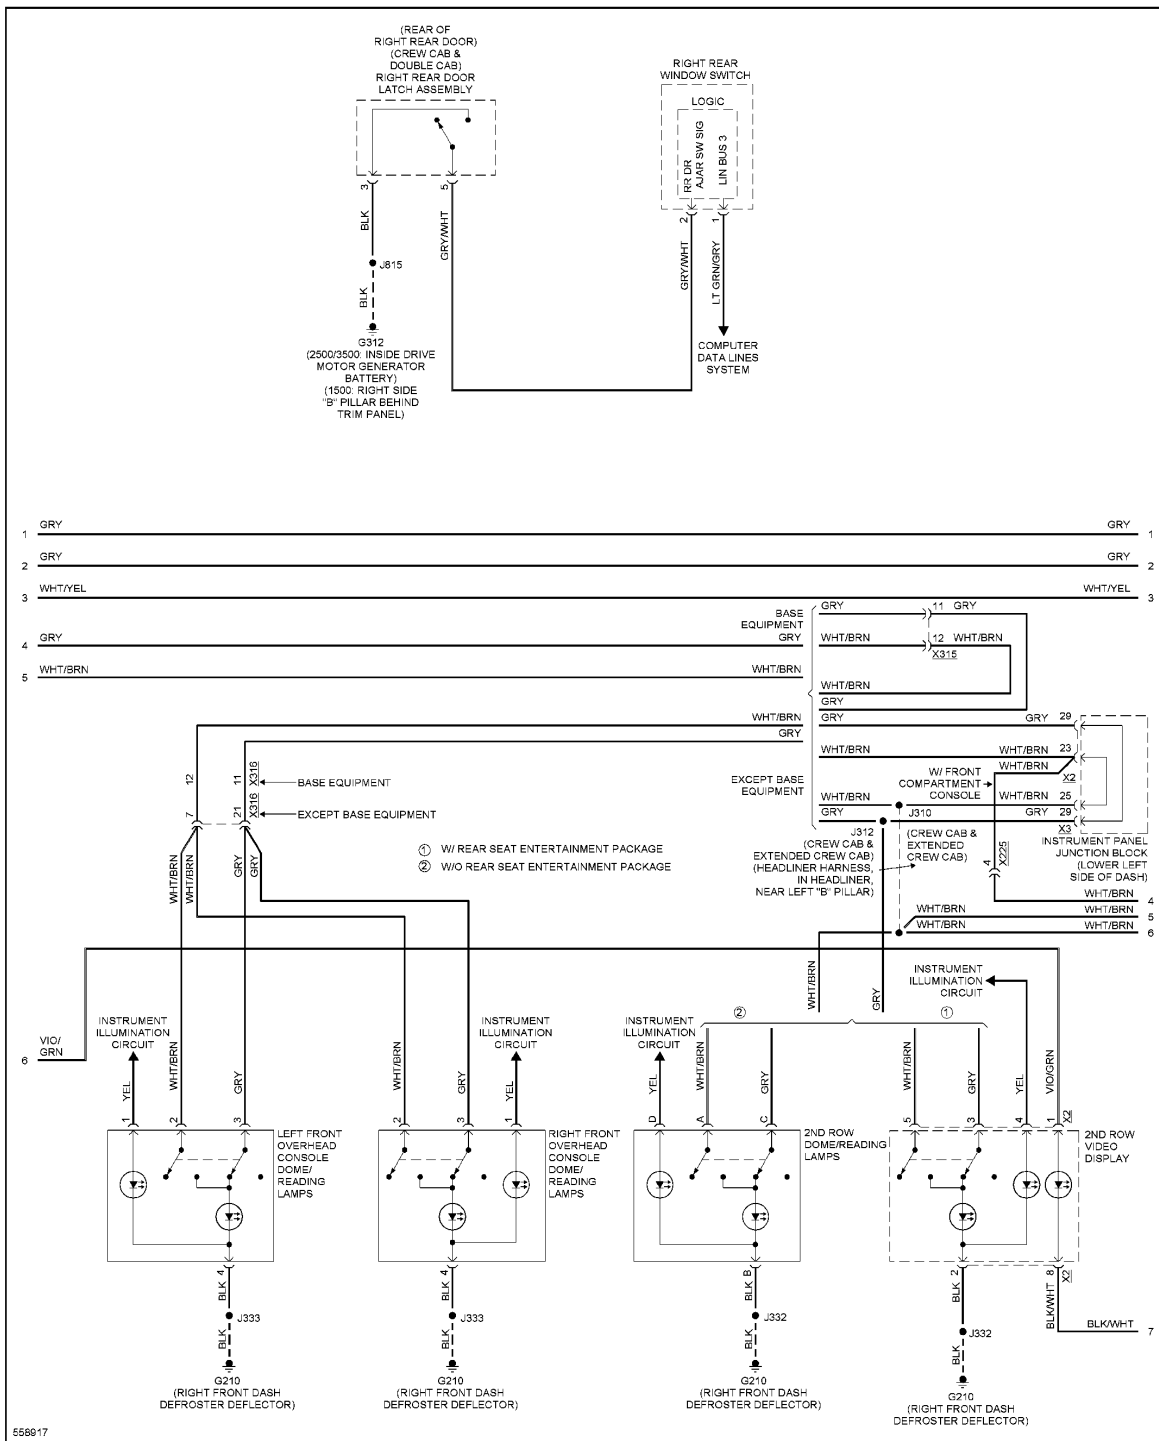 (REAR OF
RIGHT REAR DOOR)
(CREW CAB &
DOUBLE CAB)
RIGHT REAR DOOR
LATCH ASSEMBLY
RIGHT REAR
WINDOW SWITCH
LOGIC
RR DR
AJAR SW SIG
LIN BUS 3
3
5
2
1
BLK
GRY/WHT
GRY/WHT
LT GRN/GRY
J815
BLK
G312
(2500/3500: INSIDE DRIVE
MOTOR GENERATOR
BATTERY)
(1500: RIGHT SIDE
"B" PILLAR BEHIND
TRIM PANEL)
COMPUTER
DATA LINES
SYSTEM
1 GRY GRY 1
2 GRY GRY 2
3 WHT/YEL WHT/YEL 3
BASE
EQUIPMENT
GRY 11 GRY
4 GRY GRY WHT/BRN 12 WHT/BRN
X315
5 WHT/BRN WHT/BRN
WHT/BRN
GRY
WHT/BRN GRY GRY 29
GRY
WHT/BRN WHT/BRN 23
WHT/BRN
X2
12
11
X316
BASE EQUIPMENT
7
21
X316
EXCEPT BASE EQUIPMENT
EXCEPT BASE
EQUIPMENT
W/ FRONT
COMPARTMENT
CONSOLE
WHT/BRN WHT/BRN 25
GRY J310 GRY 29
X3
J312
(CREW CAB &
EXTENDED CREW CAB)
(HEADLINER HARNESS,
IN HEADLINER,
NEAR LEFT "B" PILLAR)
(CREW CAB &
EXTENDED
CREW CAB)
4
X225
INSTRUMENT PANEL
JUNCTION BLOCK
(LOWER LEFT
SIDE OF DASH)
① W/ REAR SEAT ENTERTAINMENT PACKAGE
② W/O REAR SEAT ENTERTAINMENT PACKAGE
WHT/BRN
WHT/BRN
GRY
GRY
WHT/BRN 4
WHT/BRN WHT/BRN 5
WHT/BRN WHT/BRN 6
WHT/BRN
GRY
INSTRUMENT
ILLUMINATION
CIRCUIT
② ①
6 VIO/
GRN
INSTRUMENT
ILLUMINATION
CIRCUIT
INSTRUMENT
ILLUMINATION
CIRCUIT
INSTRUMENT
ILLUMINATION
CIRCUIT
YEL
WHT/BRN
GRY
WHT/BRN
GRY
YEL
YEL
WHT/BRN
GRY
WHT/BRN
GRY
YEL
VIO/GRN
1 2 3
2 3 1
D A C
5 3 4 1 X2
LEFT FRONT
OVERHEAD
CONSOLE
DOME/
READING
LAMPS
RIGHT FRONT
OVERHEAD
CONSOLE
DOME/
READING
LAMPS
2ND ROW
DOME/READING
LAMPS
2ND ROW
VIDEO
DISPLAY
4
4
B
2
8
X2
BLK
BLK
BLK
BLK
BLK/WHT
BLK/WHT 7
J333
J333
J332
J332
BLK
BLK
BLK
BLK
G210
(RIGHT FRONT DASH
DEFROSTER DEFLECTOR)
G210
(RIGHT FRONT DASH
DEFROSTER DEFLECTOR)
G210
(RIGHT FRONT DASH
DEFROSTER DEFLECTOR)
G210
(RIGHT FRONT DASH
DEFROSTER DEFLECTOR)
558917